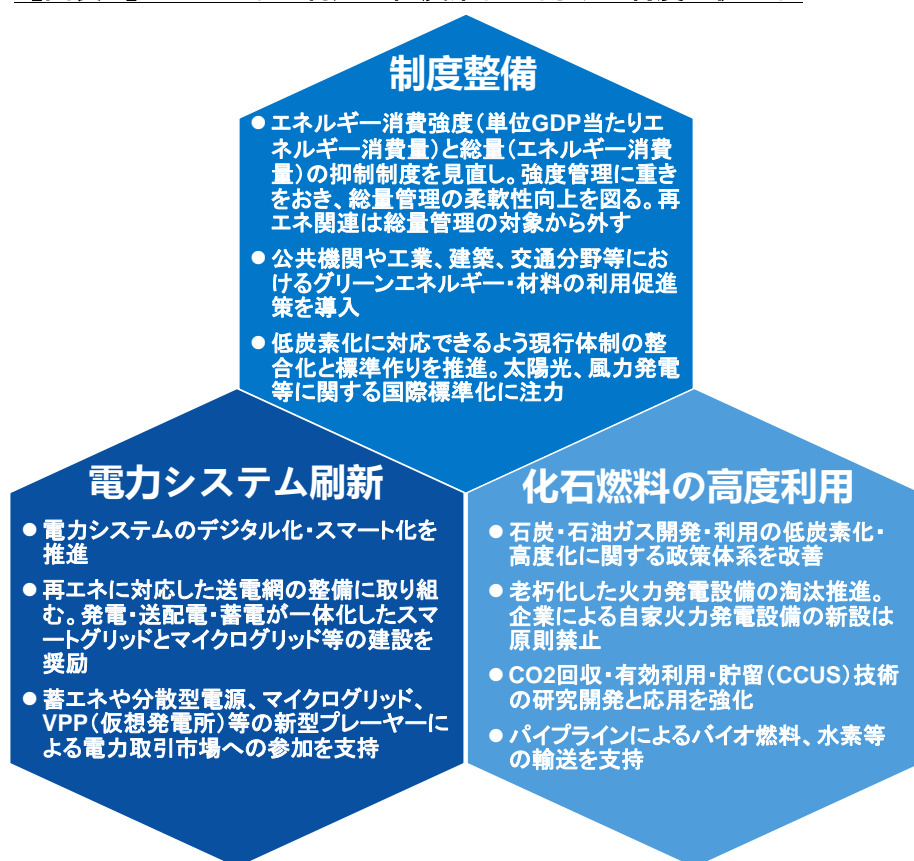 制度整備
● エネルギー消費強度(単位GDP当たりエ
ネルギー消費量)と総量(エネルギー消費
量)の抑制制度を見直し。強度管理に重き
をおき、総量管理の柔軟性向上を図る。再
エネ関連は総量管理の対象から外す
● 公共機関や工業、建築、交通分野等にお
けるグリーンエネルギー・材料の利用促進
策を導入
● 低炭素化に対応できるよう現行体制の整
合化と標準作りを推進。太陽光、風力発電
等に関する国際標準化に注力
電力システム刷新
● 電力システムのデジタル化・スマート化を
推進
● 再エネに対応した送電網の整備に取り組
む。発電・送配電・蓄電が一体化したスマ
ートグリッドとマイクログリッド等の建設を
奨励
● 蓄エネや分散型電源、マイクログリッド、
VPP(仮想発電所)等の新型プレーヤーに
よる電力取引市場への参加を支持
化石燃料の高度利用
● 石炭・石油ガス開発・利用の低炭素化・
高度化に関する政策体系を改善
● 老朽化した火力発電設備の淘汰推進。
企業による自家火力発電設備の新設は
原則禁止
● CO2回収・有効利用・貯留(CCUS)技術
の研究開発と応用を強化
● パイプラインによるバイオ燃料、水素等
の輸送を支持